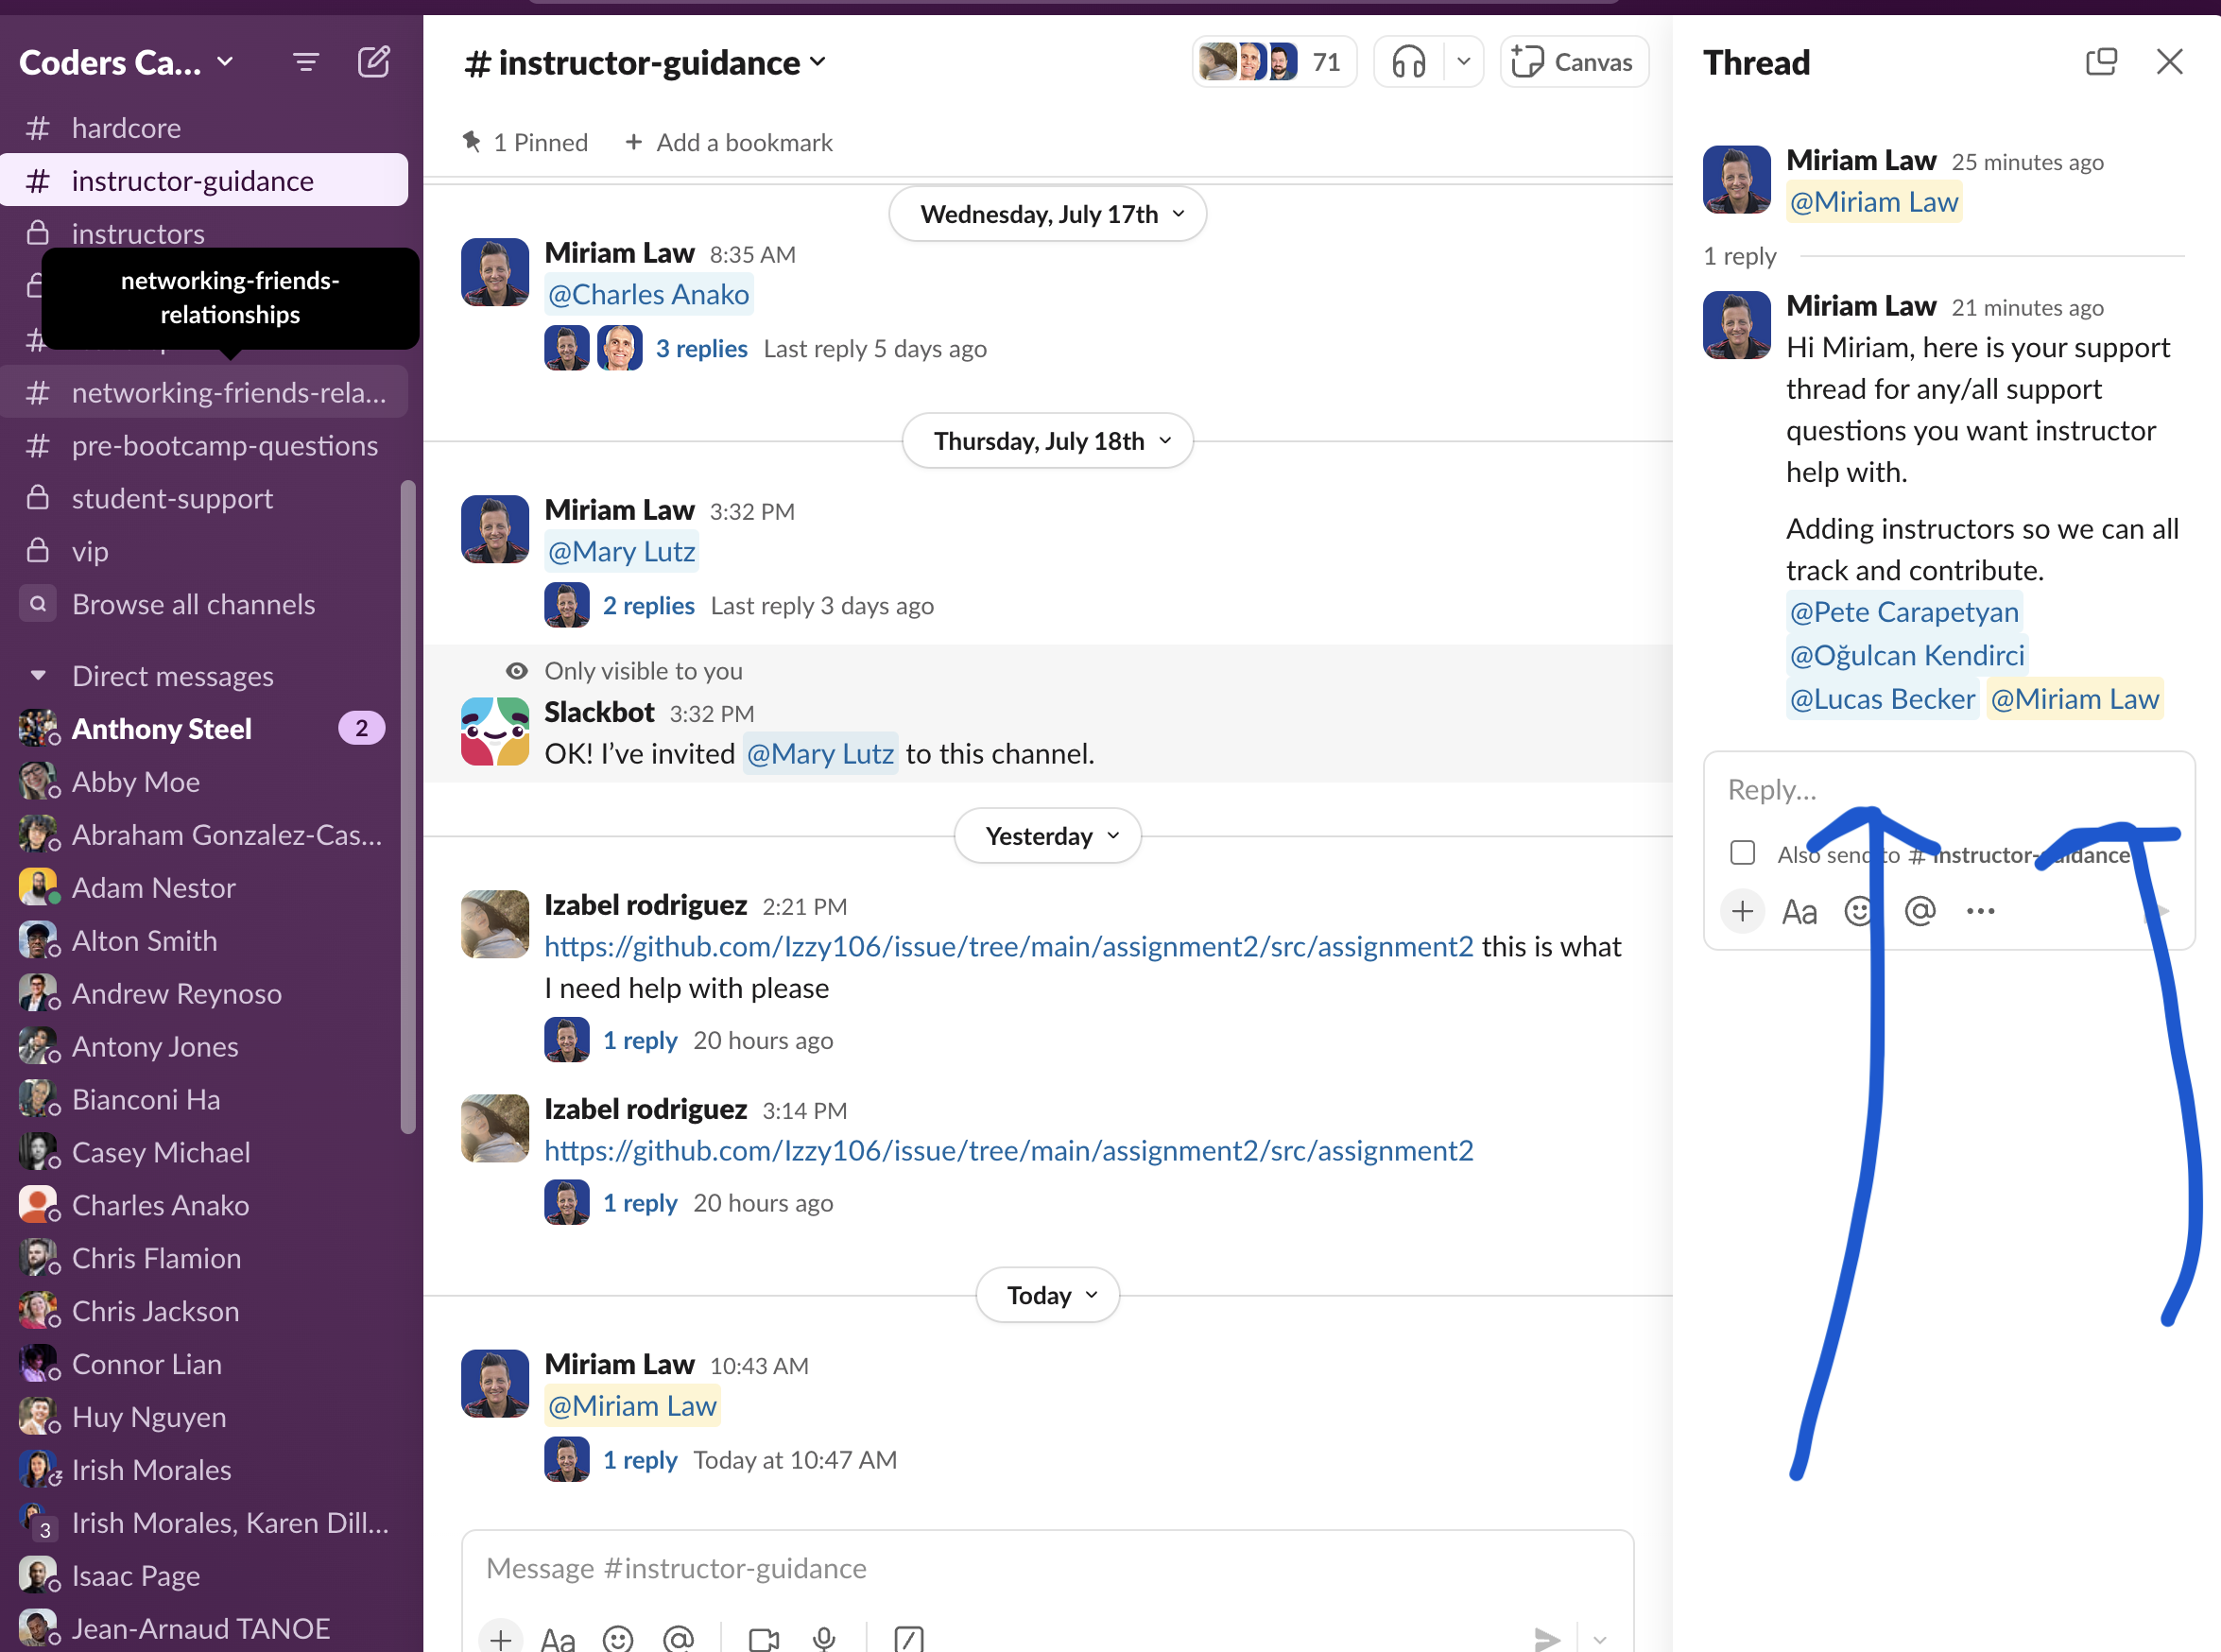 Coders Ca...
# hardcore
# instructor-guidance
instructors
networking-friends-
relationships
#
# networking-friends-rela...
# pre-bootcamp-questions
student-support
vip
Browse all channels
Direct messages
Anthony Steel 2
Abby Moe
Abraham Gonzalez-Cas...
Adam Nestor
Alton Smith
Andrew Reynoso
Antony Jones
Bianconi Ha
Casey Michael
Charles Anako
Chris Flamion
Chris Jackson
Connor Lian
Huy Nguyen
Irish Morales
3 Irish Morales, Karen Dill...
Isaac Page
Jean-Arnaud TANOE
# instructor-guidance
71
Canvas
1 Pinned + Add a bookmark
Wednesday, July 17th
Miriam Law 8:35 AM
@Charles Anako
3 replies Last reply 5 days ago
Thursday, July 18th
Miriam Law 3:32 PM
@Mary Lutz
2 replies Last reply 3 days ago
Only visible to you
Slackbot 3:32 PM
OK! I’ve invited @Mary Lutz to this channel.
Yesterday
Izabel rodriguez 2:21 PM
https://github.com/Izzy106/issue/tree/main/assignment2/src/assignment2 this is what
I need help with please
1 reply 20 hours ago
Izabel rodriguez 3:14 PM
https://github.com/Izzy106/issue/tree/main/assignment2/src/assignment2
1 reply 20 hours ago
Today
Miriam Law 10:43 AM
@Miriam Law
1 reply Today at 10:47 AM
Message #instructor-guidance
+ Aa @
Thread
Miriam Law 25 minutes ago
@Miriam Law
1 reply
Miriam Law 21 minutes ago
Hi Miriam, here is your support
thread for any/all support
questions you want instructor
help with.
Adding instructors so we can all
track and contribute.
@Pete Carapetyan
@Oğulcan Kendirci
@Lucas Becker @Miriam Law
Reply...
Also send to # instructor-guidance
+ Aa @ ...